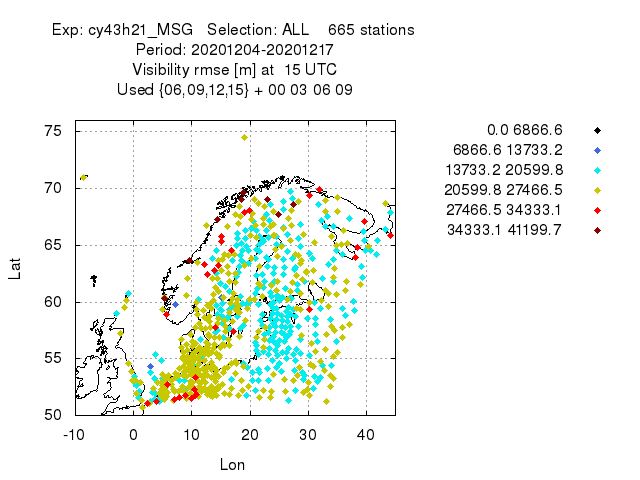 Exp: cy43h21_MSG   Selection: ALL    665 stations
Period: 20201204-20201217
Visibility rmse [m] at  15 UTC
Used {06,09,12,15} + 00 03 06 09
0.0 6866.6
6866.6 13733.2
13733.2 20599.8
20599.8 27466.5
27466.5 34333.1
34333.1 41199.7
75
70
65
60
55
50
Lat
-10 0 10 20 30 40
Lon